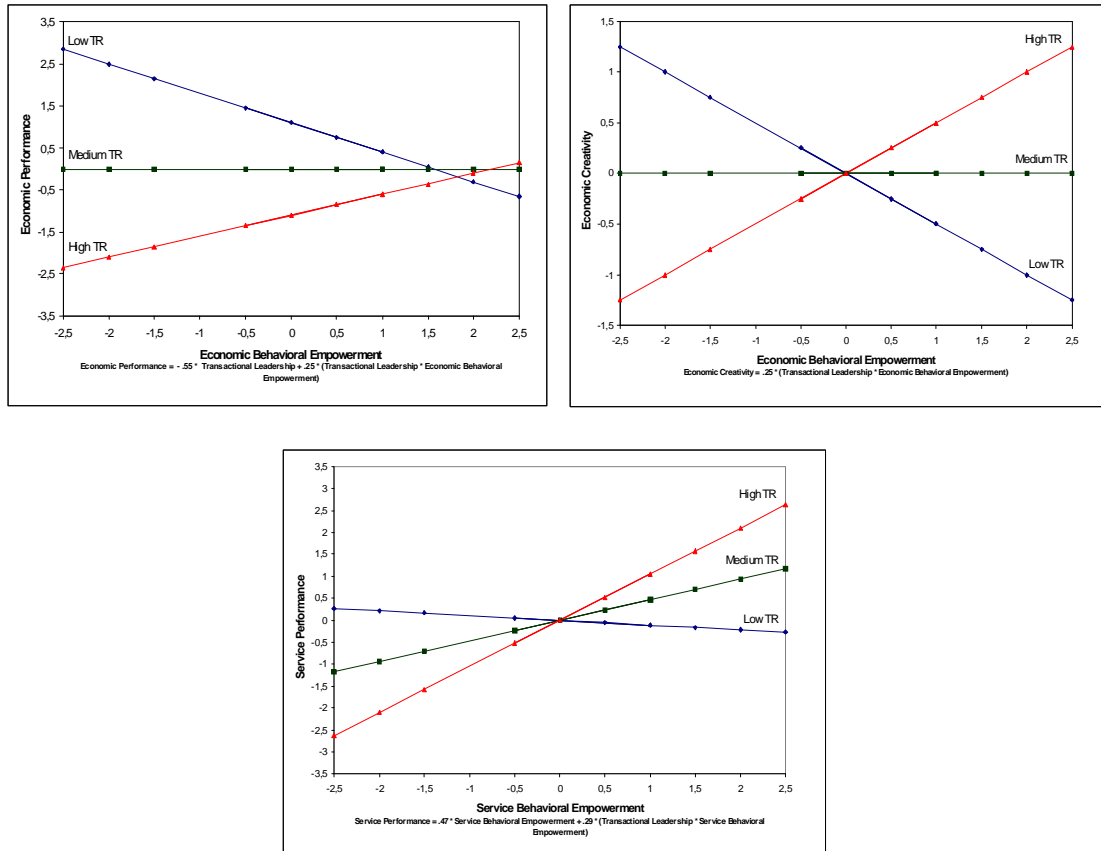 3,5
2,5
1,5
0,5
-0,5
-1,5
-2,5
-3,5
Economic Performance
Low TR
Medium TR
High TR
-2,5 -2 -1,5 -1 -0,5 0 0,5 1 1,5 2 2,5
Economic Behavioral Empowerment
Economic Performance = - .55 * Transactional Leadership + .25 * (Transactional Leadership * Economic Behavioral
Empowerment)
1,5
1
0,5
0
-0,5
-1
-1,5
Economic Creativity
High TR
Medium TR
Low TR
-2,5 -2 -1,5 -1 -0,5 0 0,5 1 1,5 2 2,5
Economic Behavioral Empowerment
Economic Creativity = .25 * (Transactional Leadership * Economic Behavioral Empowerment)
3,5
3
2,5
2
1,5
1
0,5
0
-0,5
-1
-1,5
-2
-2,5
-3
-3,5
Service Performance
High TR
Medium TR
Low TR
-2,5 -2 -1,5 -1 -0,5 0 0,5 1 1,5 2 2,5
Service Behavioral Empowerment
Service Performance = .47 * Service Behavioral Empowerment + .29 * (Transactional Leadership * Service Behavioral
Empowerment)